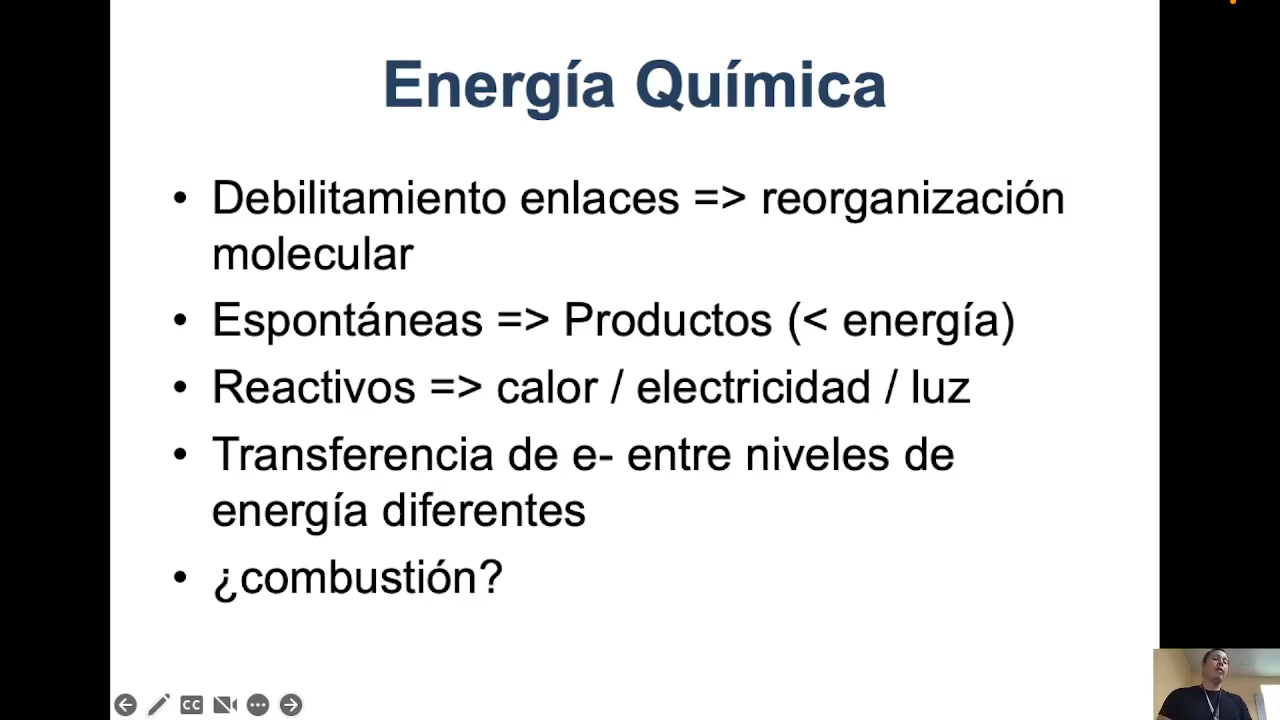 Energía Química
• Debilitamiento enlaces => reorganización
molecular
• Espontáneas => Productos (< energía)
• Reactivos => calor / electricidad / luz
• Transferencia de e- entre niveles de
energía diferentes
• ¿combustión?
CC